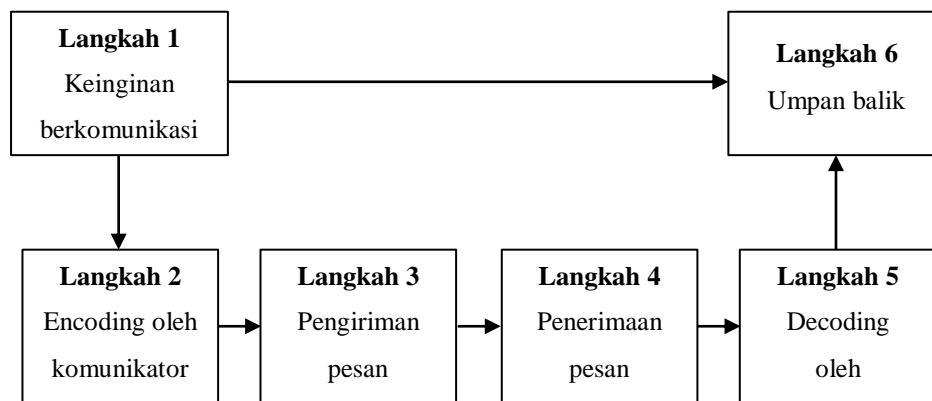 Langkah 1
Keinginan
berkomunikasi
Langkah 6
Umpan balik
Langkah 2
Encoding oleh
komunikator
Langkah 3
Pengiriman
pesan
Langkah 4
Penerimaan
pesan
Langkah 5
Decoding
oleh